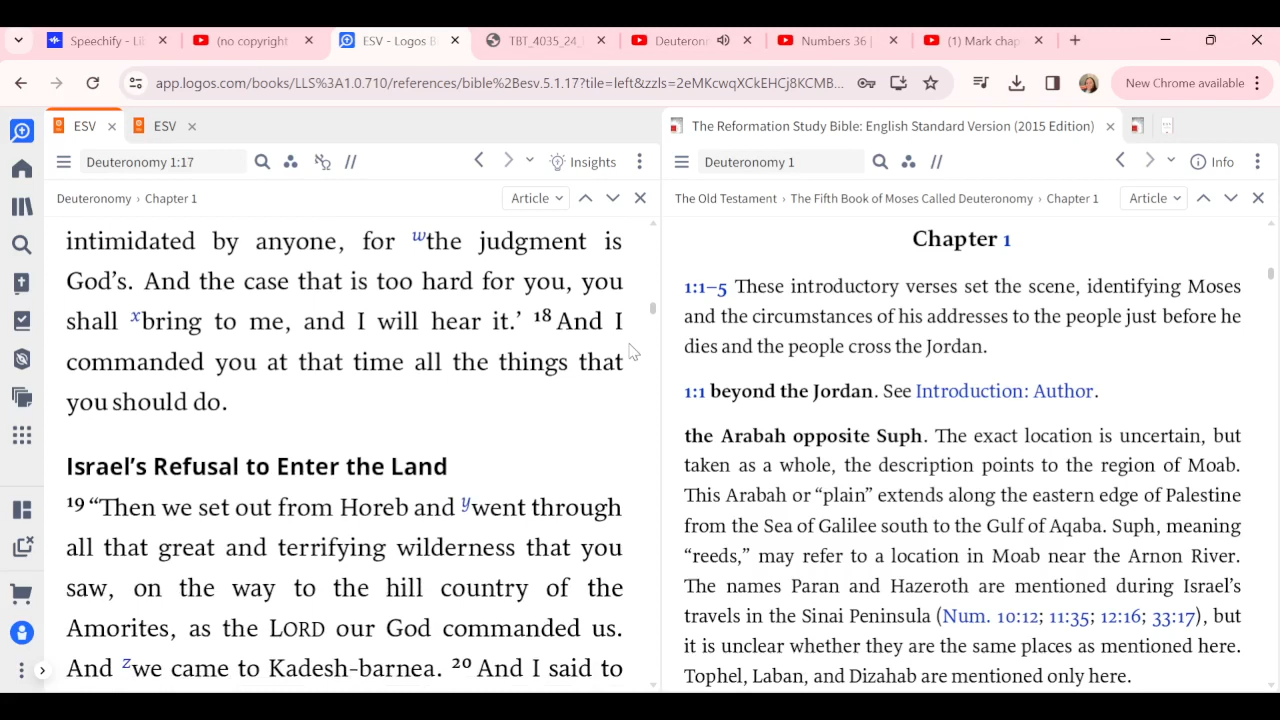 Speechify - Li
(no copyright
ESV - Logos B
TBT_4035_24_
Deuteron
Numbers 36 |
(1) Mark chap
app.logos.com/books/LLS%3A1.0.710/references/bible%2Besv.5.1.17?tile=left&zzls=2eMKcwqXCkEHCj8KCMB...
New Chrome available
ESV
ESV
The Reformation Study Bible: English Standard Version (2015 Edition)
Deuteronomy 1:17
Insights
Deuteronomy 1
Info
Deuteronomy › Chapter 1
Article
The Old Testament › The Fifth Book of Moses Called Deuteronomy › Chapter 1
Article
intimidated by anyone, for wthe judgment is
God’s. And the case that is too hard for you, you
shall xbring to me, and I will hear it.’ 18 And I
commanded you at that time all the things that
you should do.
Israel’s Refusal to Enter the Land
19 “Then we set out from Horeb and ywent through
all that great and terrifying wilderness that you
saw, on the way to the hill country of the
Amorites, as the LORD our God commanded us.
And zwe came to Kadesh-barnea. 20 And I said to
Chapter 1
1:1–5 These introductory verses set the scene, identifying Moses
and the circumstances of his addresses to the people just before he
dies and the people cross the Jordan.
1:1 beyond the Jordan. See Introduction: Author.
the Arabah opposite Suph. The exact location is uncertain, but
taken as a whole, the description points to the region of Moab.
This Arabah or “plain” extends along the eastern edge of Palestine
from the Sea of Galilee south to the Gulf of Aqaba. Suph, meaning
“reeds,” may refer to a location in Moab near the Arnon River.
The names Paran and Hazeroth are mentioned during Israel’s
travels in the Sinai Peninsula (Num. 10:12; 11:35; 12:16; 33:17), but
it is unclear whether they are the same places as mentioned here.
Tophel, Laban, and Dizahab are mentioned only here.